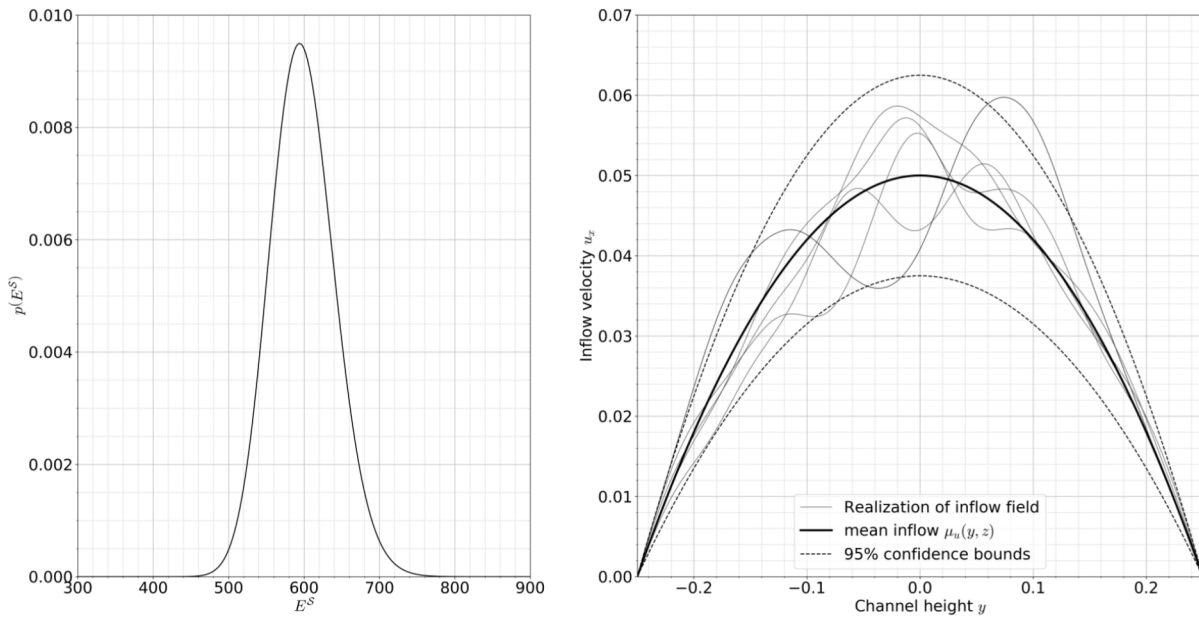 0.010
0.008
0.006
0.004
0.002
0.000
p(E^S)
300 400 500 600 700 800 900
E^S
0.07
0.06
0.05
0.04
0.03
0.02
0.01
0.00
Inflow velocity u_x
Realization of inflow field
mean inflow μ_u(y, z)
95% confidence bounds
−0.2 −0.1 0.0 0.1 0.2
Channel height y